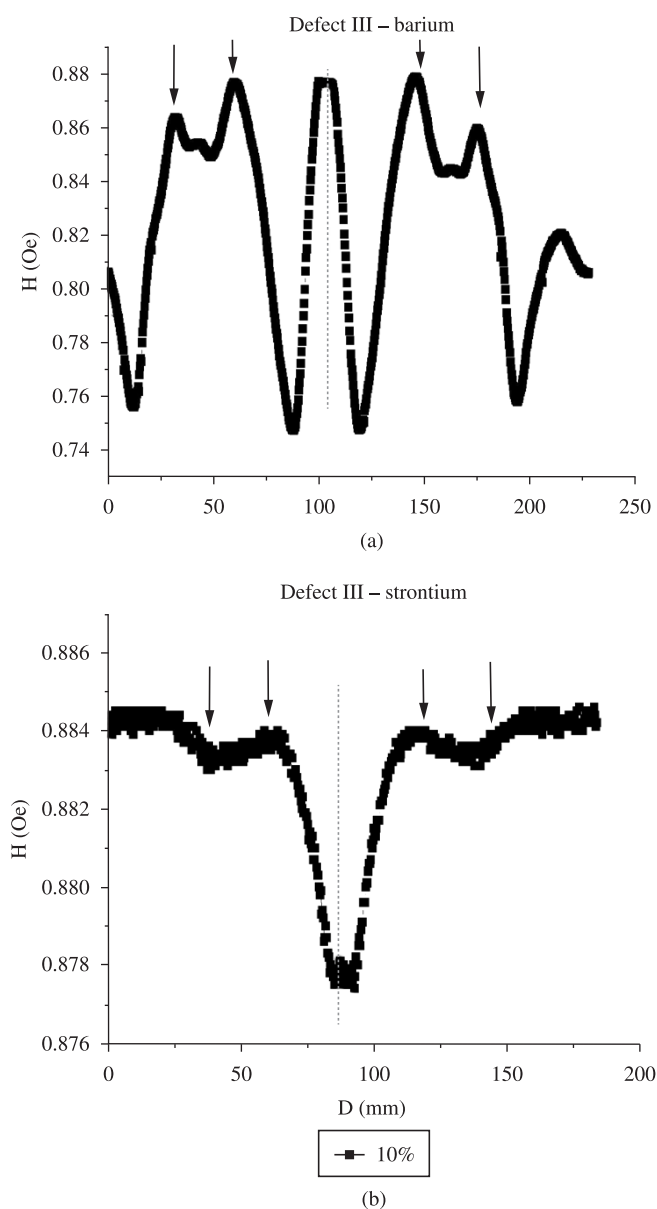 Defect III – barium
0.88
0.86
0.84
0.82
0.80
0.78
0.76
0.74
H (Oe)
0 50 100 150 200 250
(a)
Defect III – strontium
0.886
0.884
0.882
0.880
0.878
0.876
H (Oe)
0 50 100 150 200
D (mm)
10%
(b)